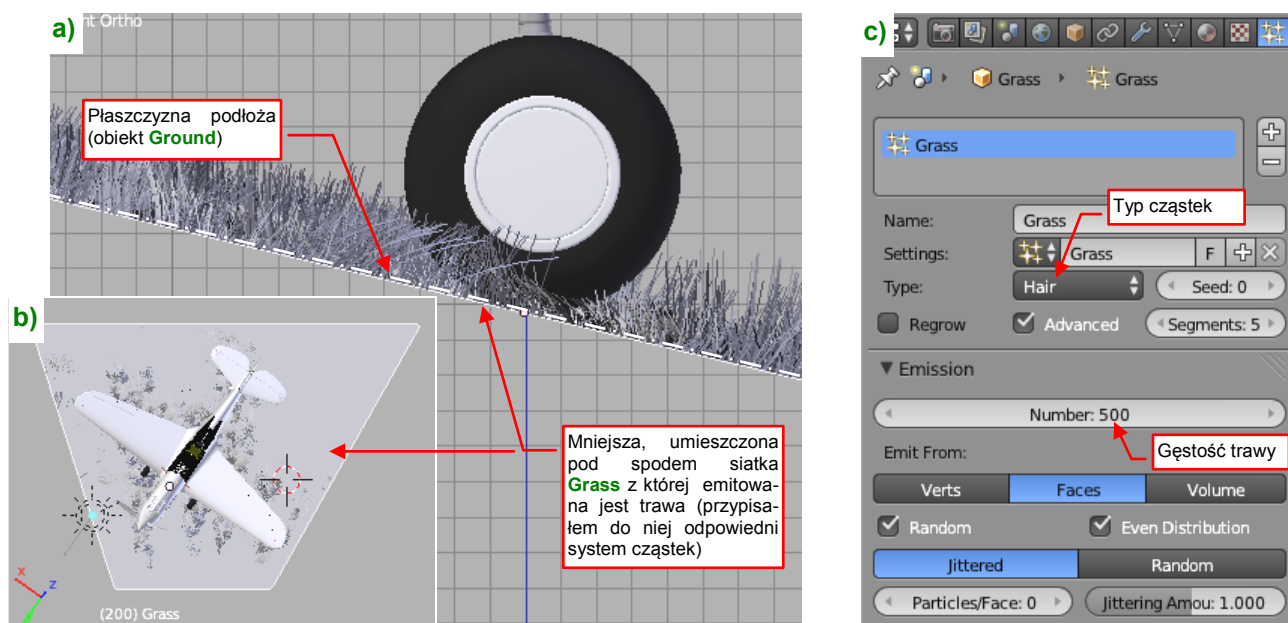 a)
nt Ortho
Płaszczyzna podłoża
(obiekt Ground)
b)
Mniejsza, umieszczona
pod spodem siatka
Grass z której emitowa-
na jest trawa (przypisa-
łem do niej odpowiedni
system cząstek)
x
z
(200) Grass
c)
Grass
Grass
Grass
Typ cząstek
Name:
Grass
Settings:
Grass
F
Type:
Hair
Seed: 0
Regrow
Advanced
Segments: 5
Emission
Number: 500
Emit From:
Gęstość trawy
Verts
Faces
Volume
Random
Even Distribution
Jittered
Random
Particles/Face: 0
Jittering Amou: 1.000